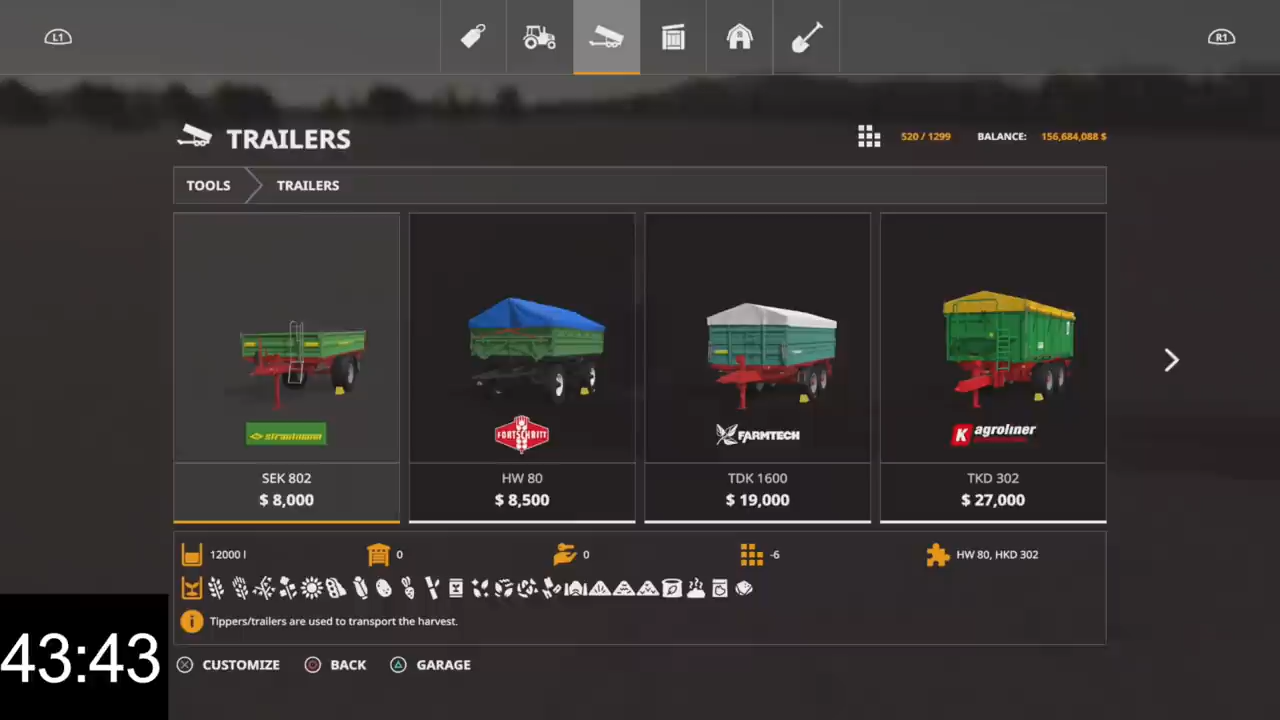 L1
R1
TRAILERS
520 / 1299
BALANCE:
156,684,088 $
TOOLS
TRAILERS
strautmann
FORTSCHRITT
FARMTECH
K agroliner
SEK 802
$ 8,000
HW 80
$ 8,500
TDK 1600
$ 19,000
TKD 302
$ 27,000
12000 l
0
0
-6
HW 80, HKD 302
Tippers/trailers are used to transport the harvest.
CUSTOMIZE
BACK
GARAGE
43:43